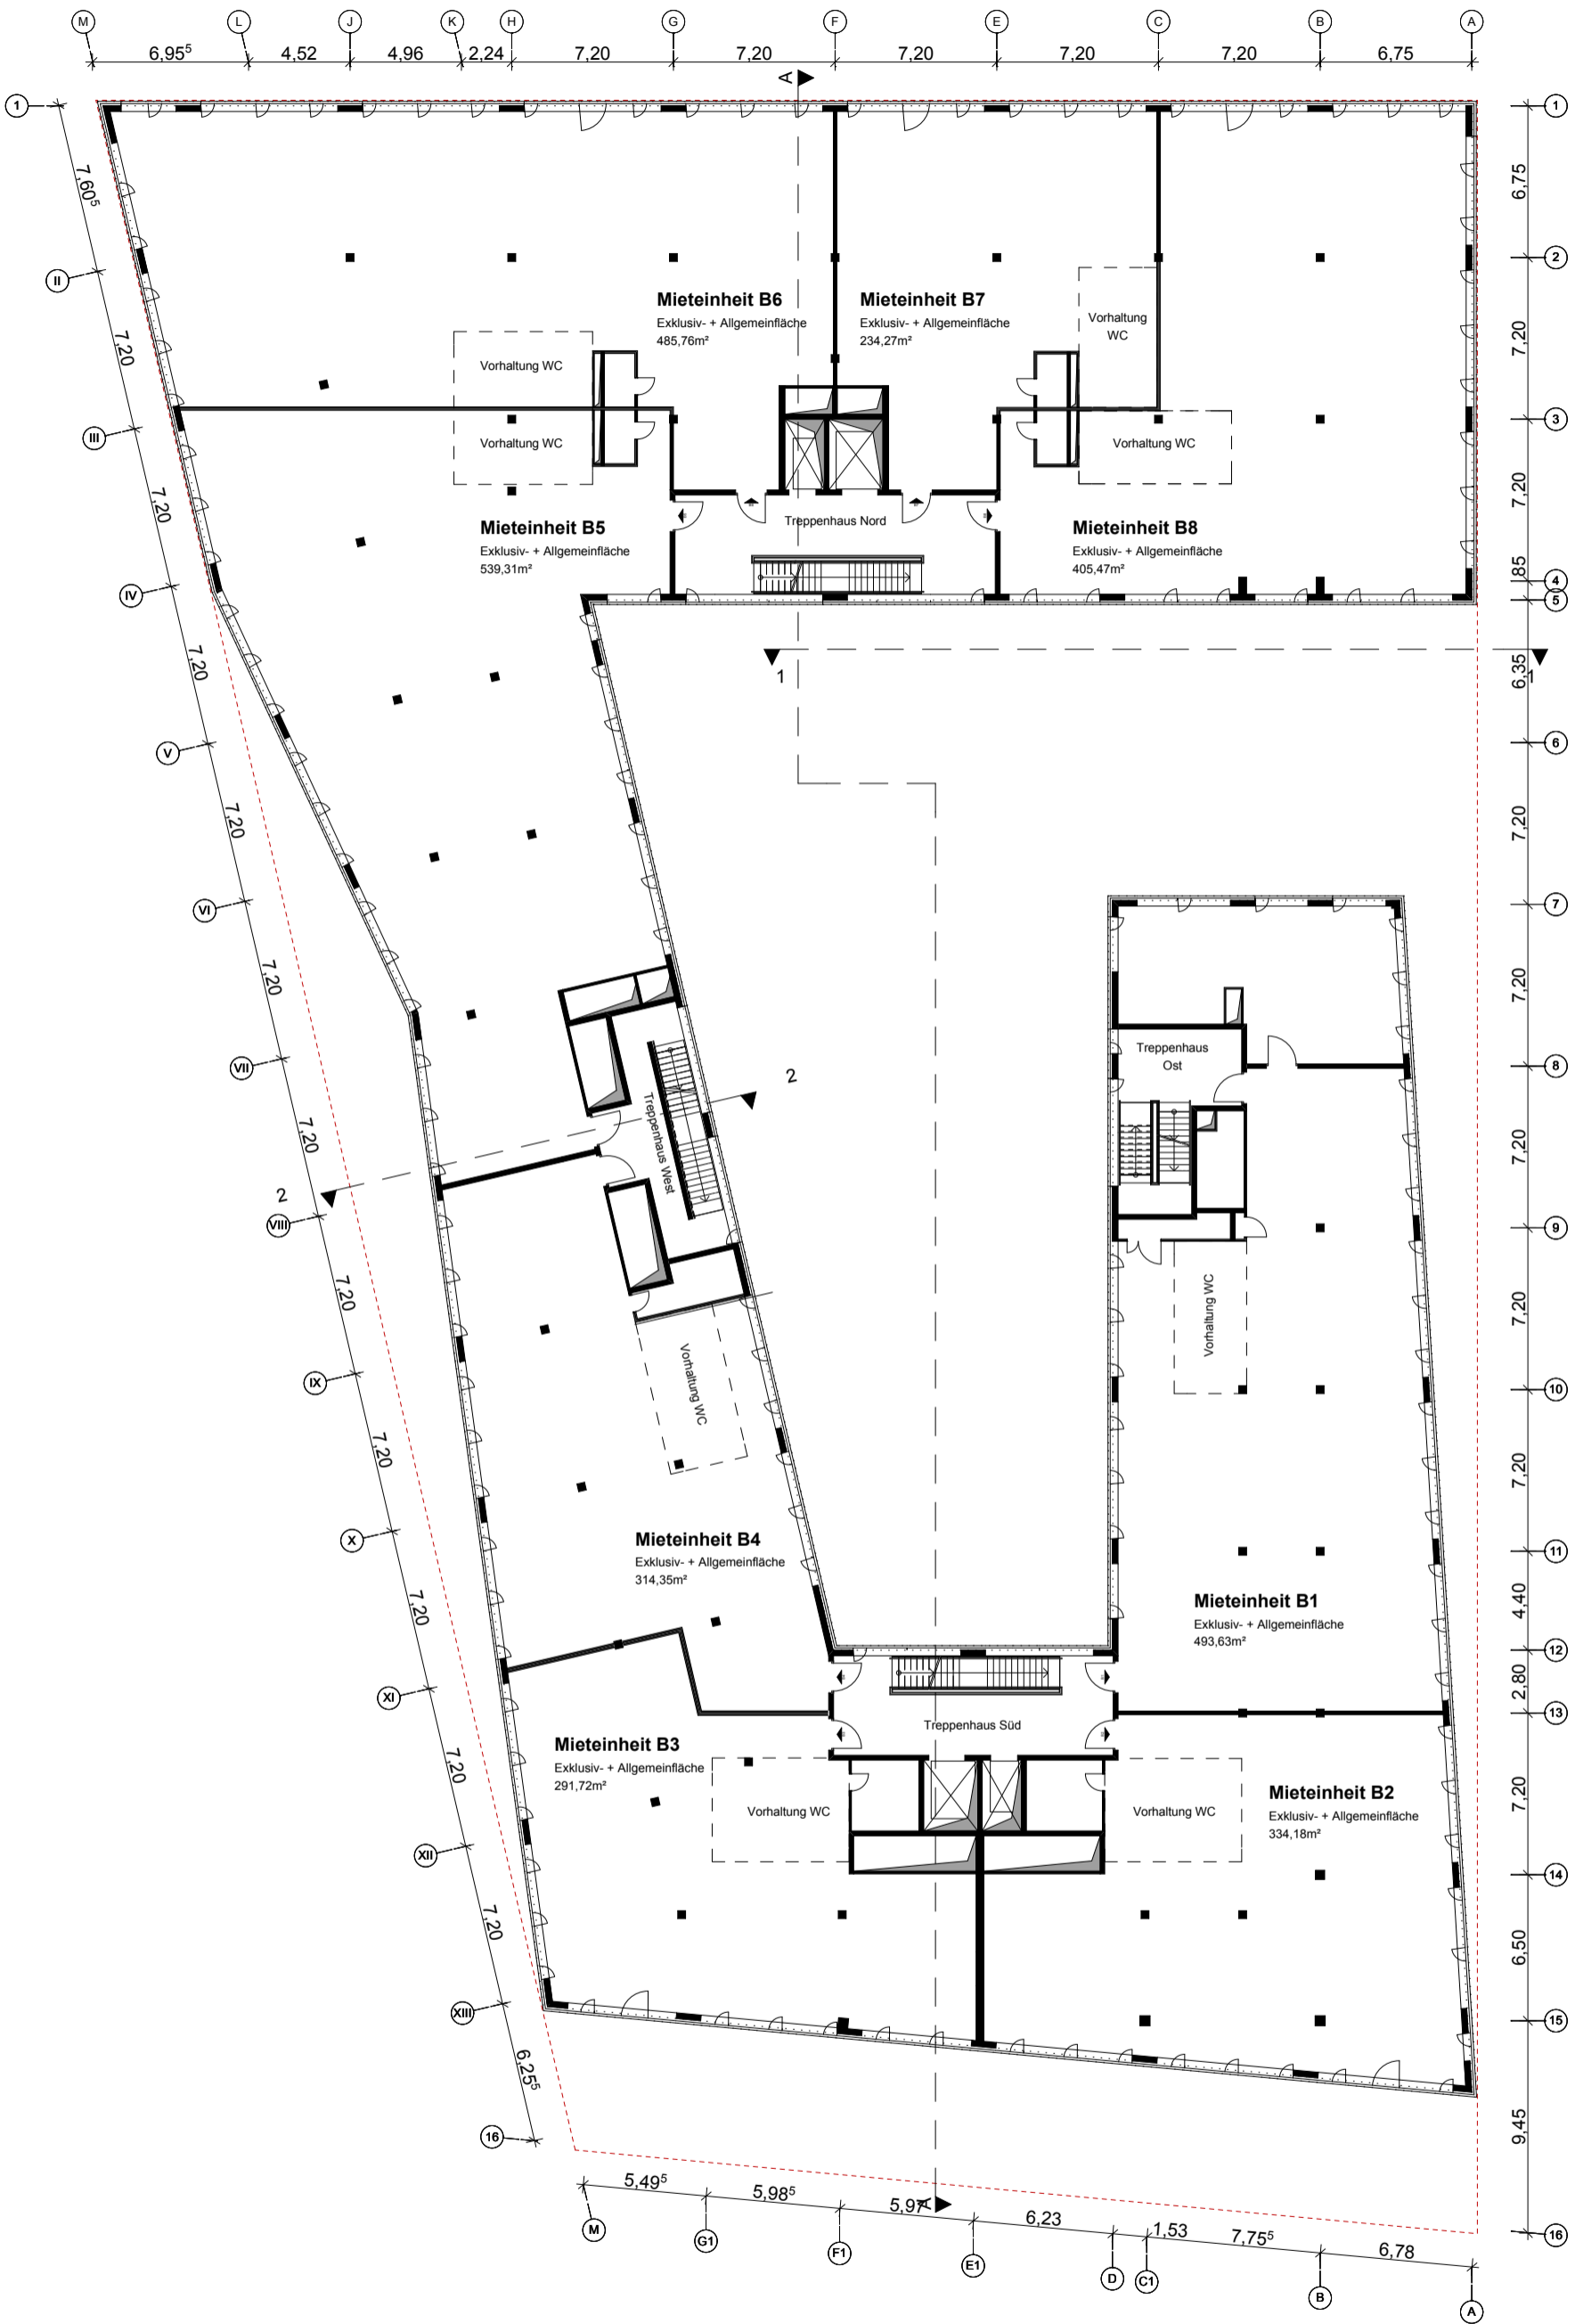 M L J K H G F E C B A
6,95⁵ 4,52 4,96 2,24 7,20 7,20 7,20 7,20 7,20 6,75
A
1
1
7,60⁵
6,75
II
2
Mieteinheit B6
Exklusiv- + Allgemeinfläche
485,76m²
Mieteinheit B7
Exklusiv- + Allgemeinfläche
234,27m²
Vorhaltung
WC
7,20
7,20
Vorhaltung WC
III
3
Vorhaltung WC
Vorhaltung WC
7,20
7,20
Treppenhaus Nord
Mieteinheit B5
Exklusiv- + Allgemeinfläche
539,31m²
Mieteinheit B8
Exklusiv- + Allgemeinfläche
405,47m²
IV
,85
4
5
7,20
1
1
6,35
V
6
7,20
7,20
VI
7
7,20
7,20
Treppenhaus
Ost
VII
8
2
Treppenhaus West
7,20
7,20
2
VIII
9
7,20
7,20
Vorhaltung WC
Vorhaltung WC
IX
10
7,20
7,20
Mieteinheit B4
Exklusiv- + Allgemeinfläche
314,35m²
X
11
Mieteinheit B1
Exklusiv- + Allgemeinfläche
493,63m²
7,20
4,40
12
XI
2,80
13
Treppenhaus Süd
Mieteinheit B3
Exklusiv- + Allgemeinfläche
291,72m²
7,20
7,20
Mieteinheit B2
Exklusiv- + Allgemeinfläche
334,18m²
Vorhaltung WC
Vorhaltung WC
XII
14
7,20
6,50
XIII
15
6,25⁵
9,45
16
16
5,49⁵ 5,98⁵ 5,97 A 6,23 1,53 7,75⁵ 6,78
M G1 F1 E1 D C1 B A